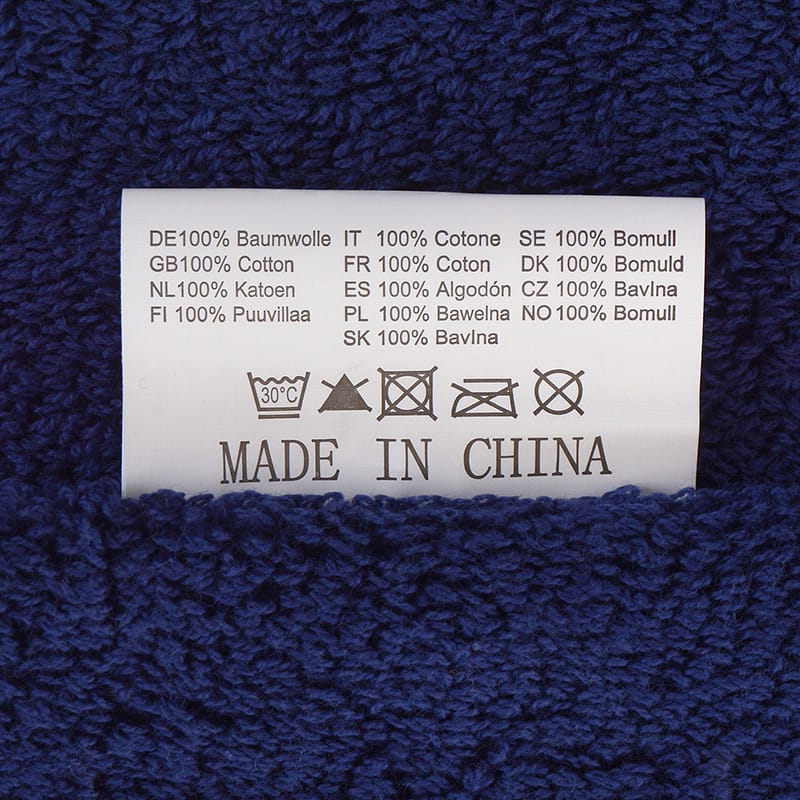 DE100% Baumwolle IT 100% Cotone SE 100% Bomull
GB100% Cotton FR 100% Coton DK 100% Bomuld
NL100% Katoen ES 100% Algodón CZ 100% Bavlna
FI 100% Puuvillaa PL 100% Bawelna NO 100% Bomull
SK 100% Bavlna
30°C
MADE IN CHINA